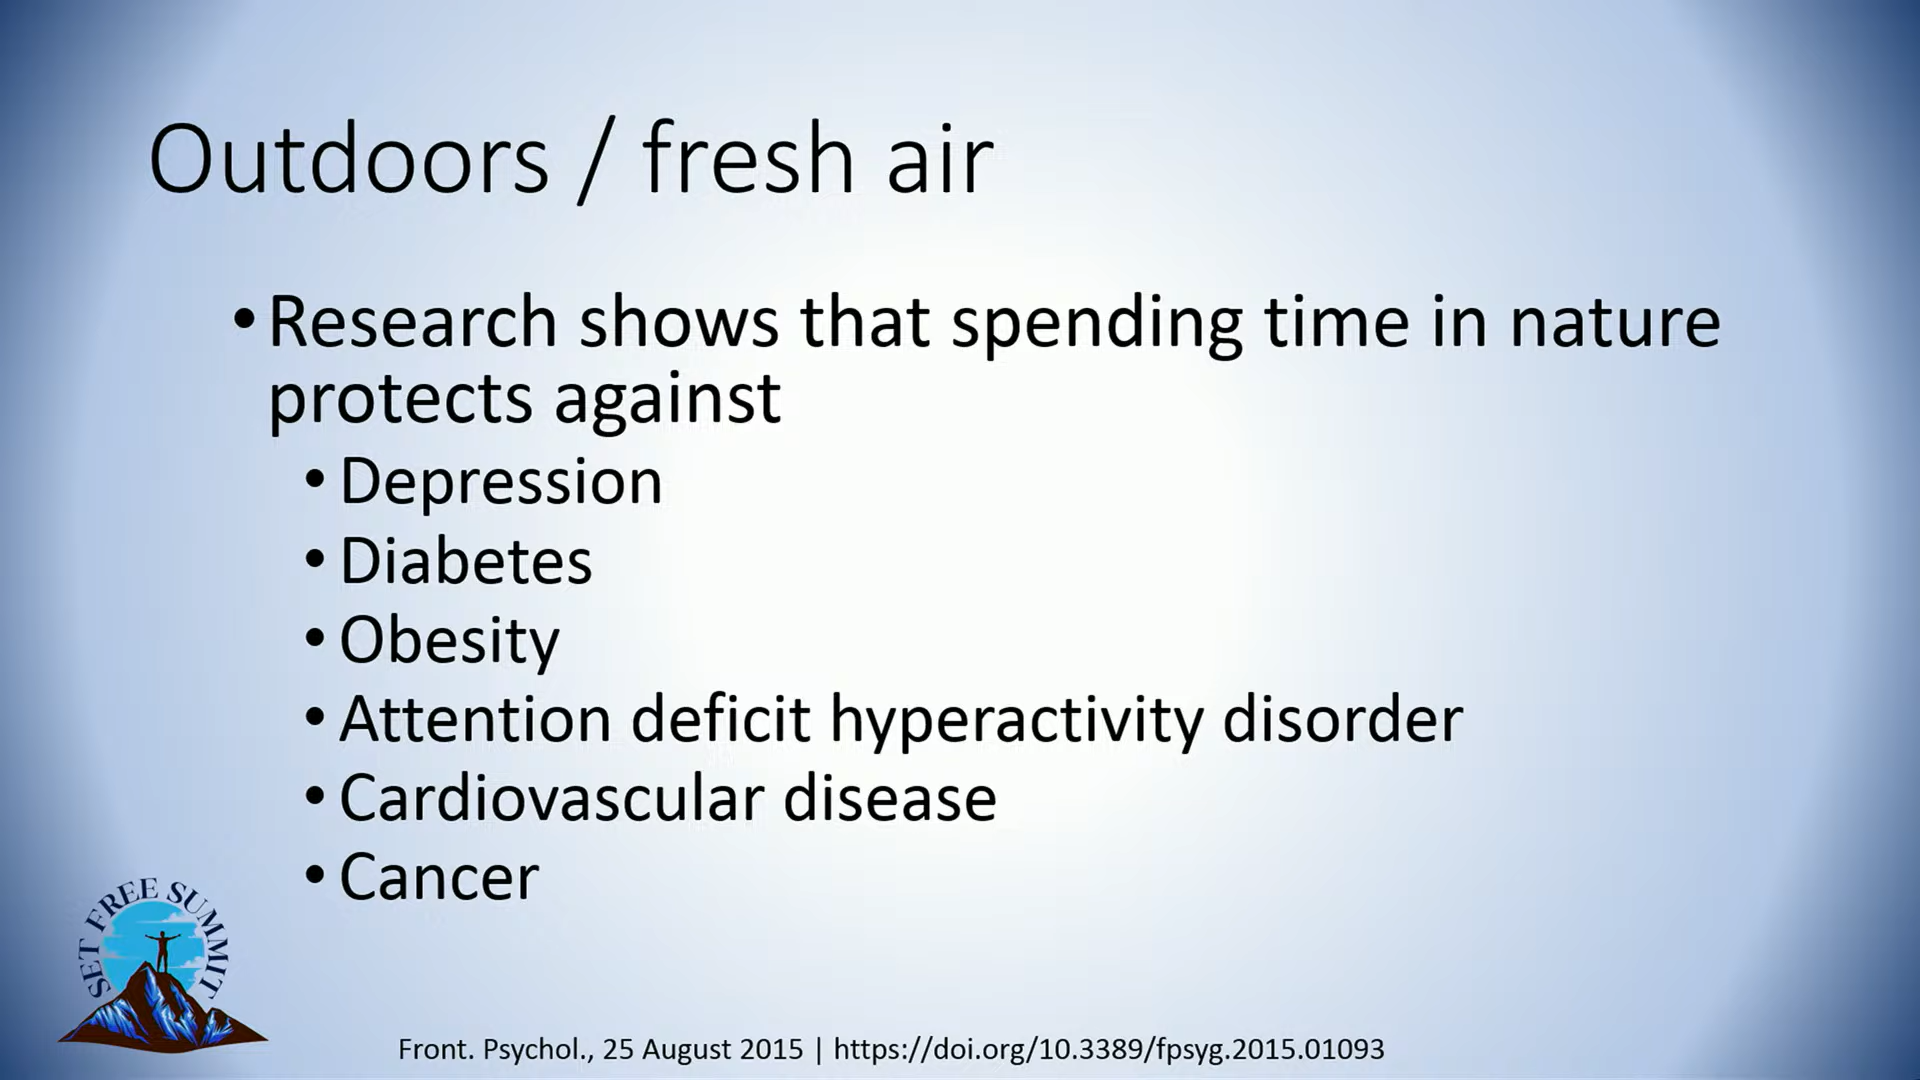 Outdoors / fresh air
• Research shows that spending time in nature
protects against
• Depression
• Diabetes
• Obesity
• Attention deficit hyperactivity disorder
• Cardiovascular disease
• Cancer
SET FREE SUMMIT
Front. Psychol., 25 August 2015 | https://doi.org/10.3389/fpsyg.2015.01093